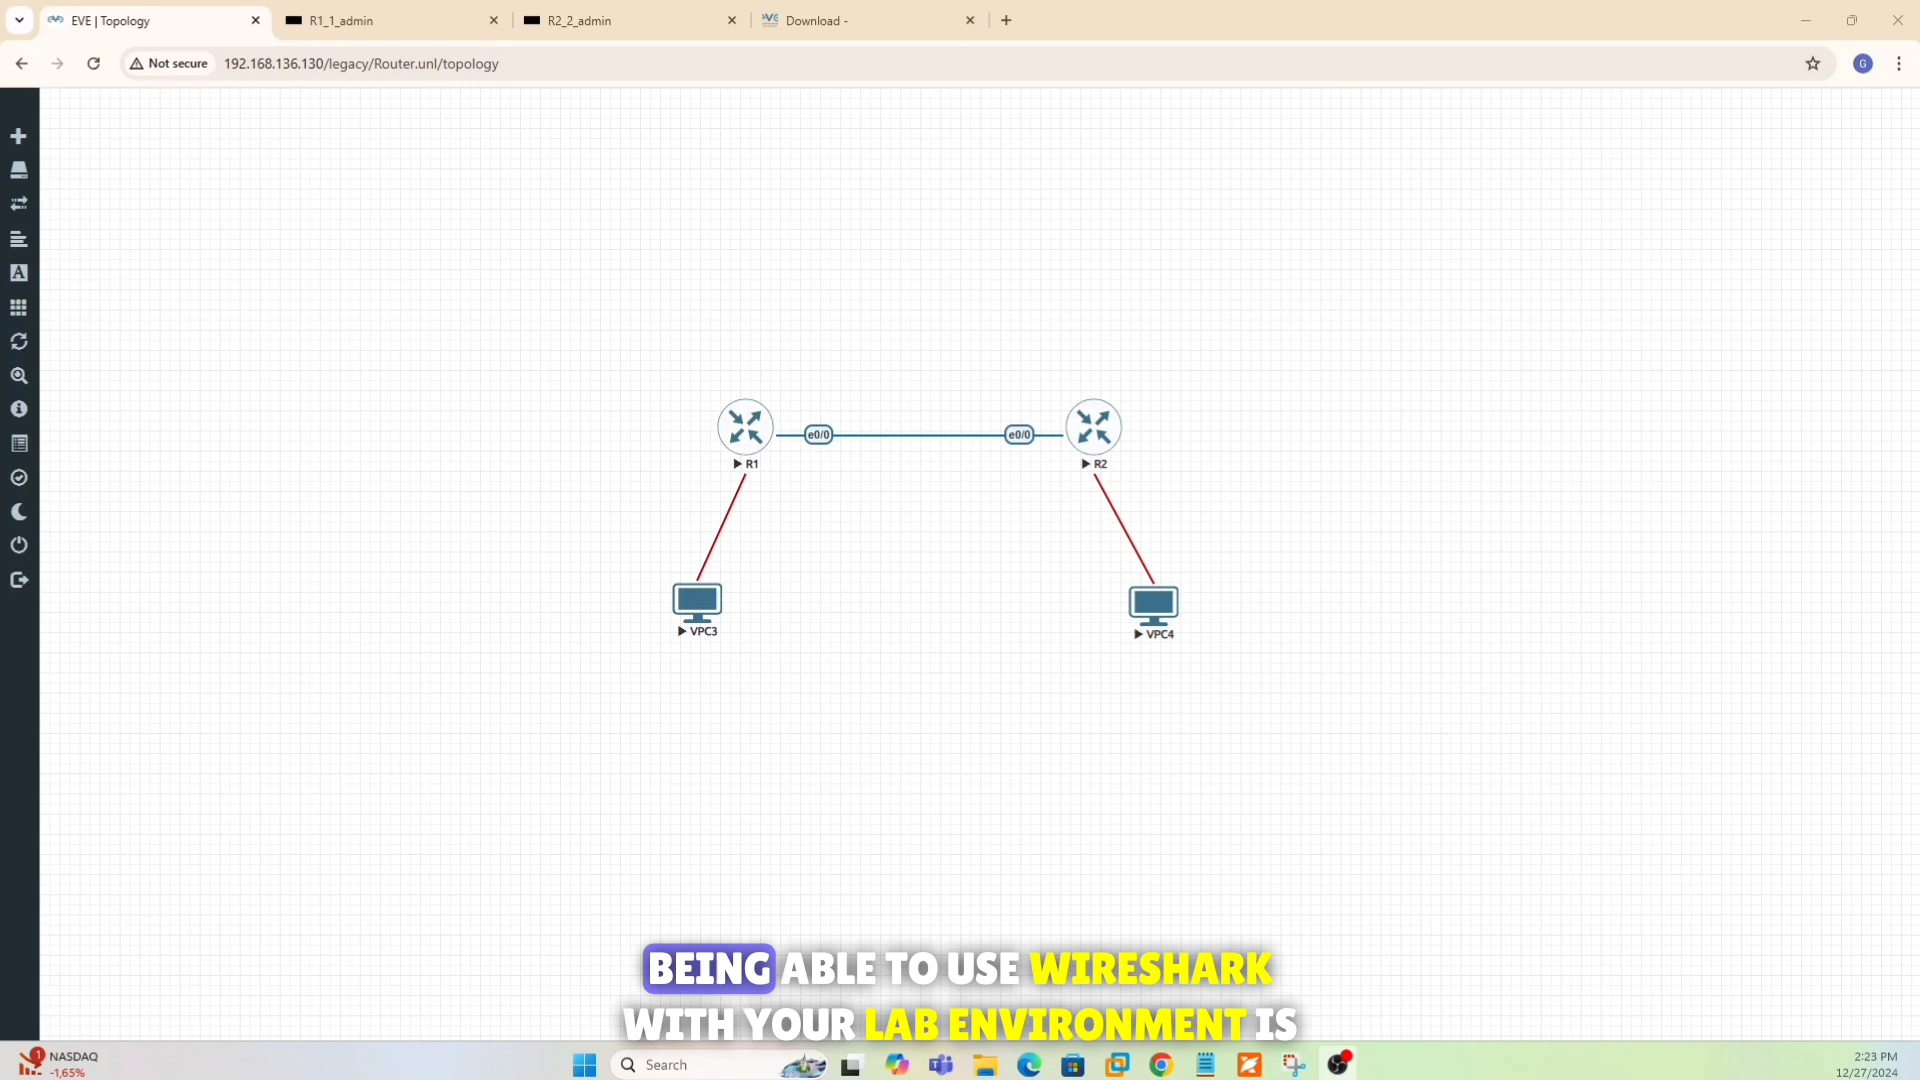 EVE | Topology
R1_1_admin
R2_2_admin
Download -
Not secure
192.168.136.130/legacy/Router.unl/topology
G
A
e0/0
e0/0
R1
R2
VPC3
VPC4
BEING ABLE TO USE WIRESHARK
WITH YOUR LAB ENVIRONMENT IS
1
NASDAQ
-1,65%
Search
2:23 PM
12/27/2024